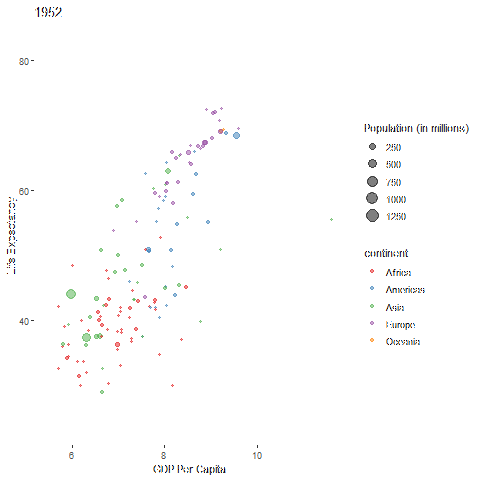 1952
80
60
40
Life Expectancy
6
8
10
GDP Per Capita
Population (in millions)
250
500
750
1000
1250
continent
Africa
Americas
Asia
Europe
Oceania